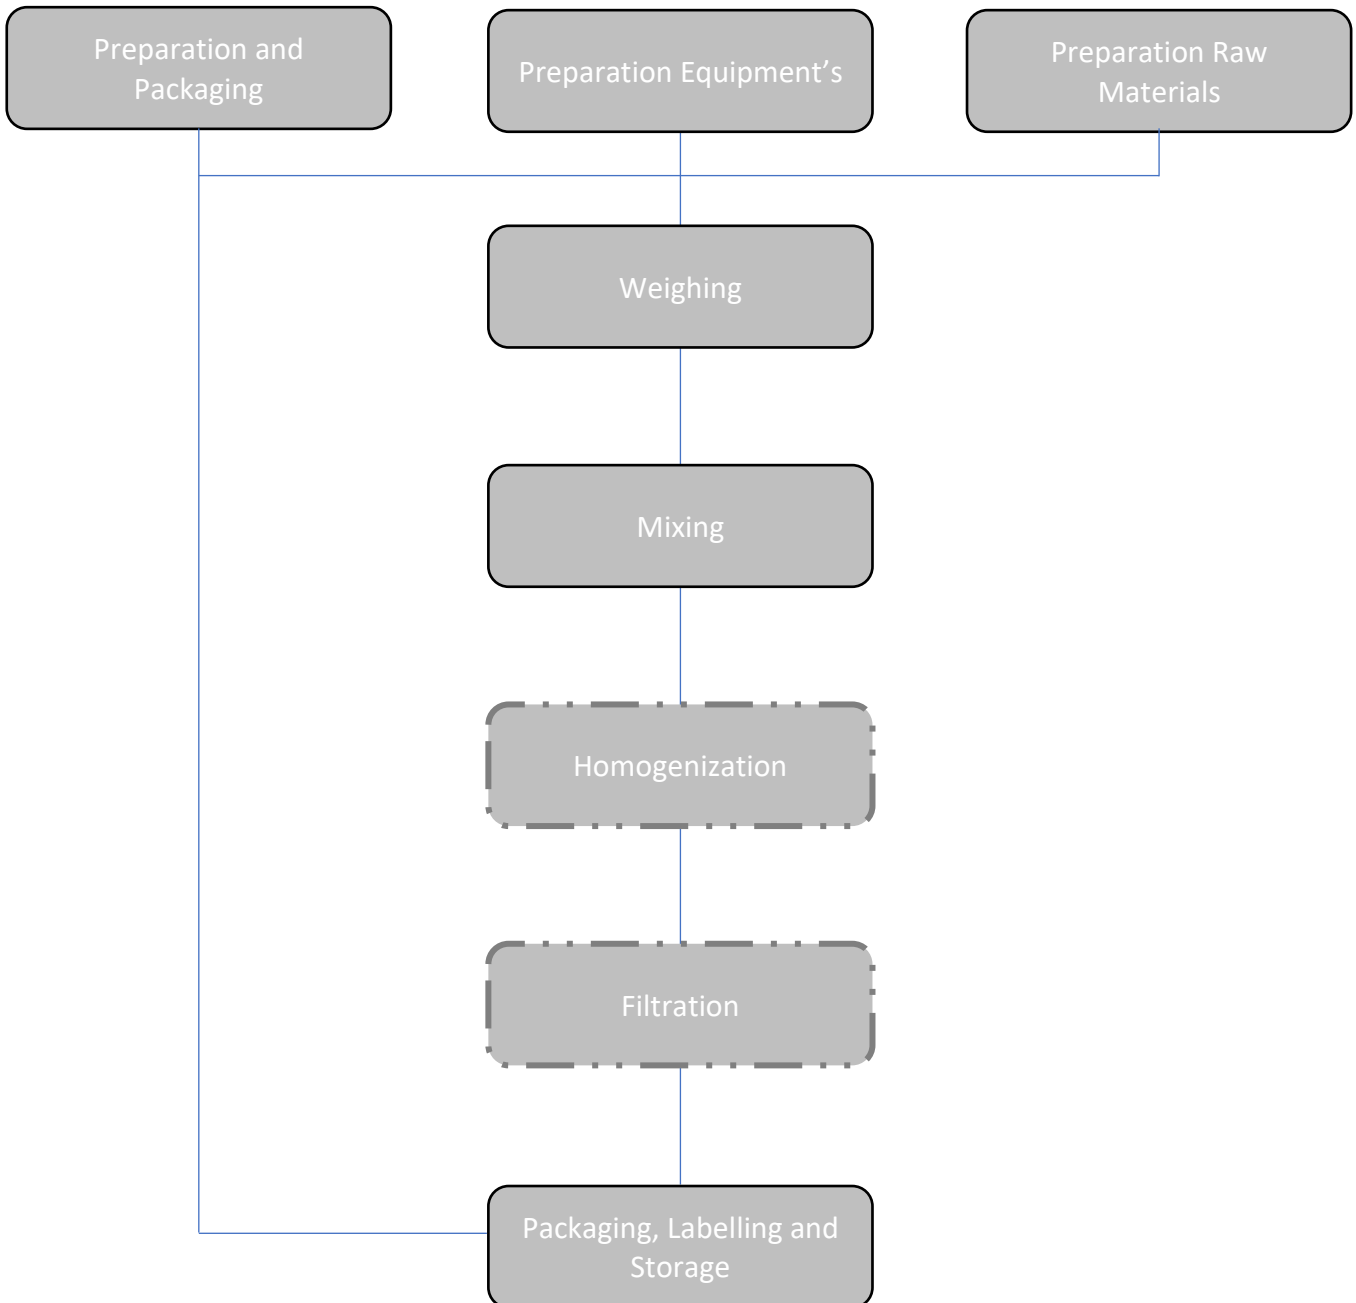 Preparation and
Packaging
Preparation Equipment’s
Preparation Raw
Materials
Weighing
Mixing
Homogenization
Filtration
Packaging, Labelling and
Storage